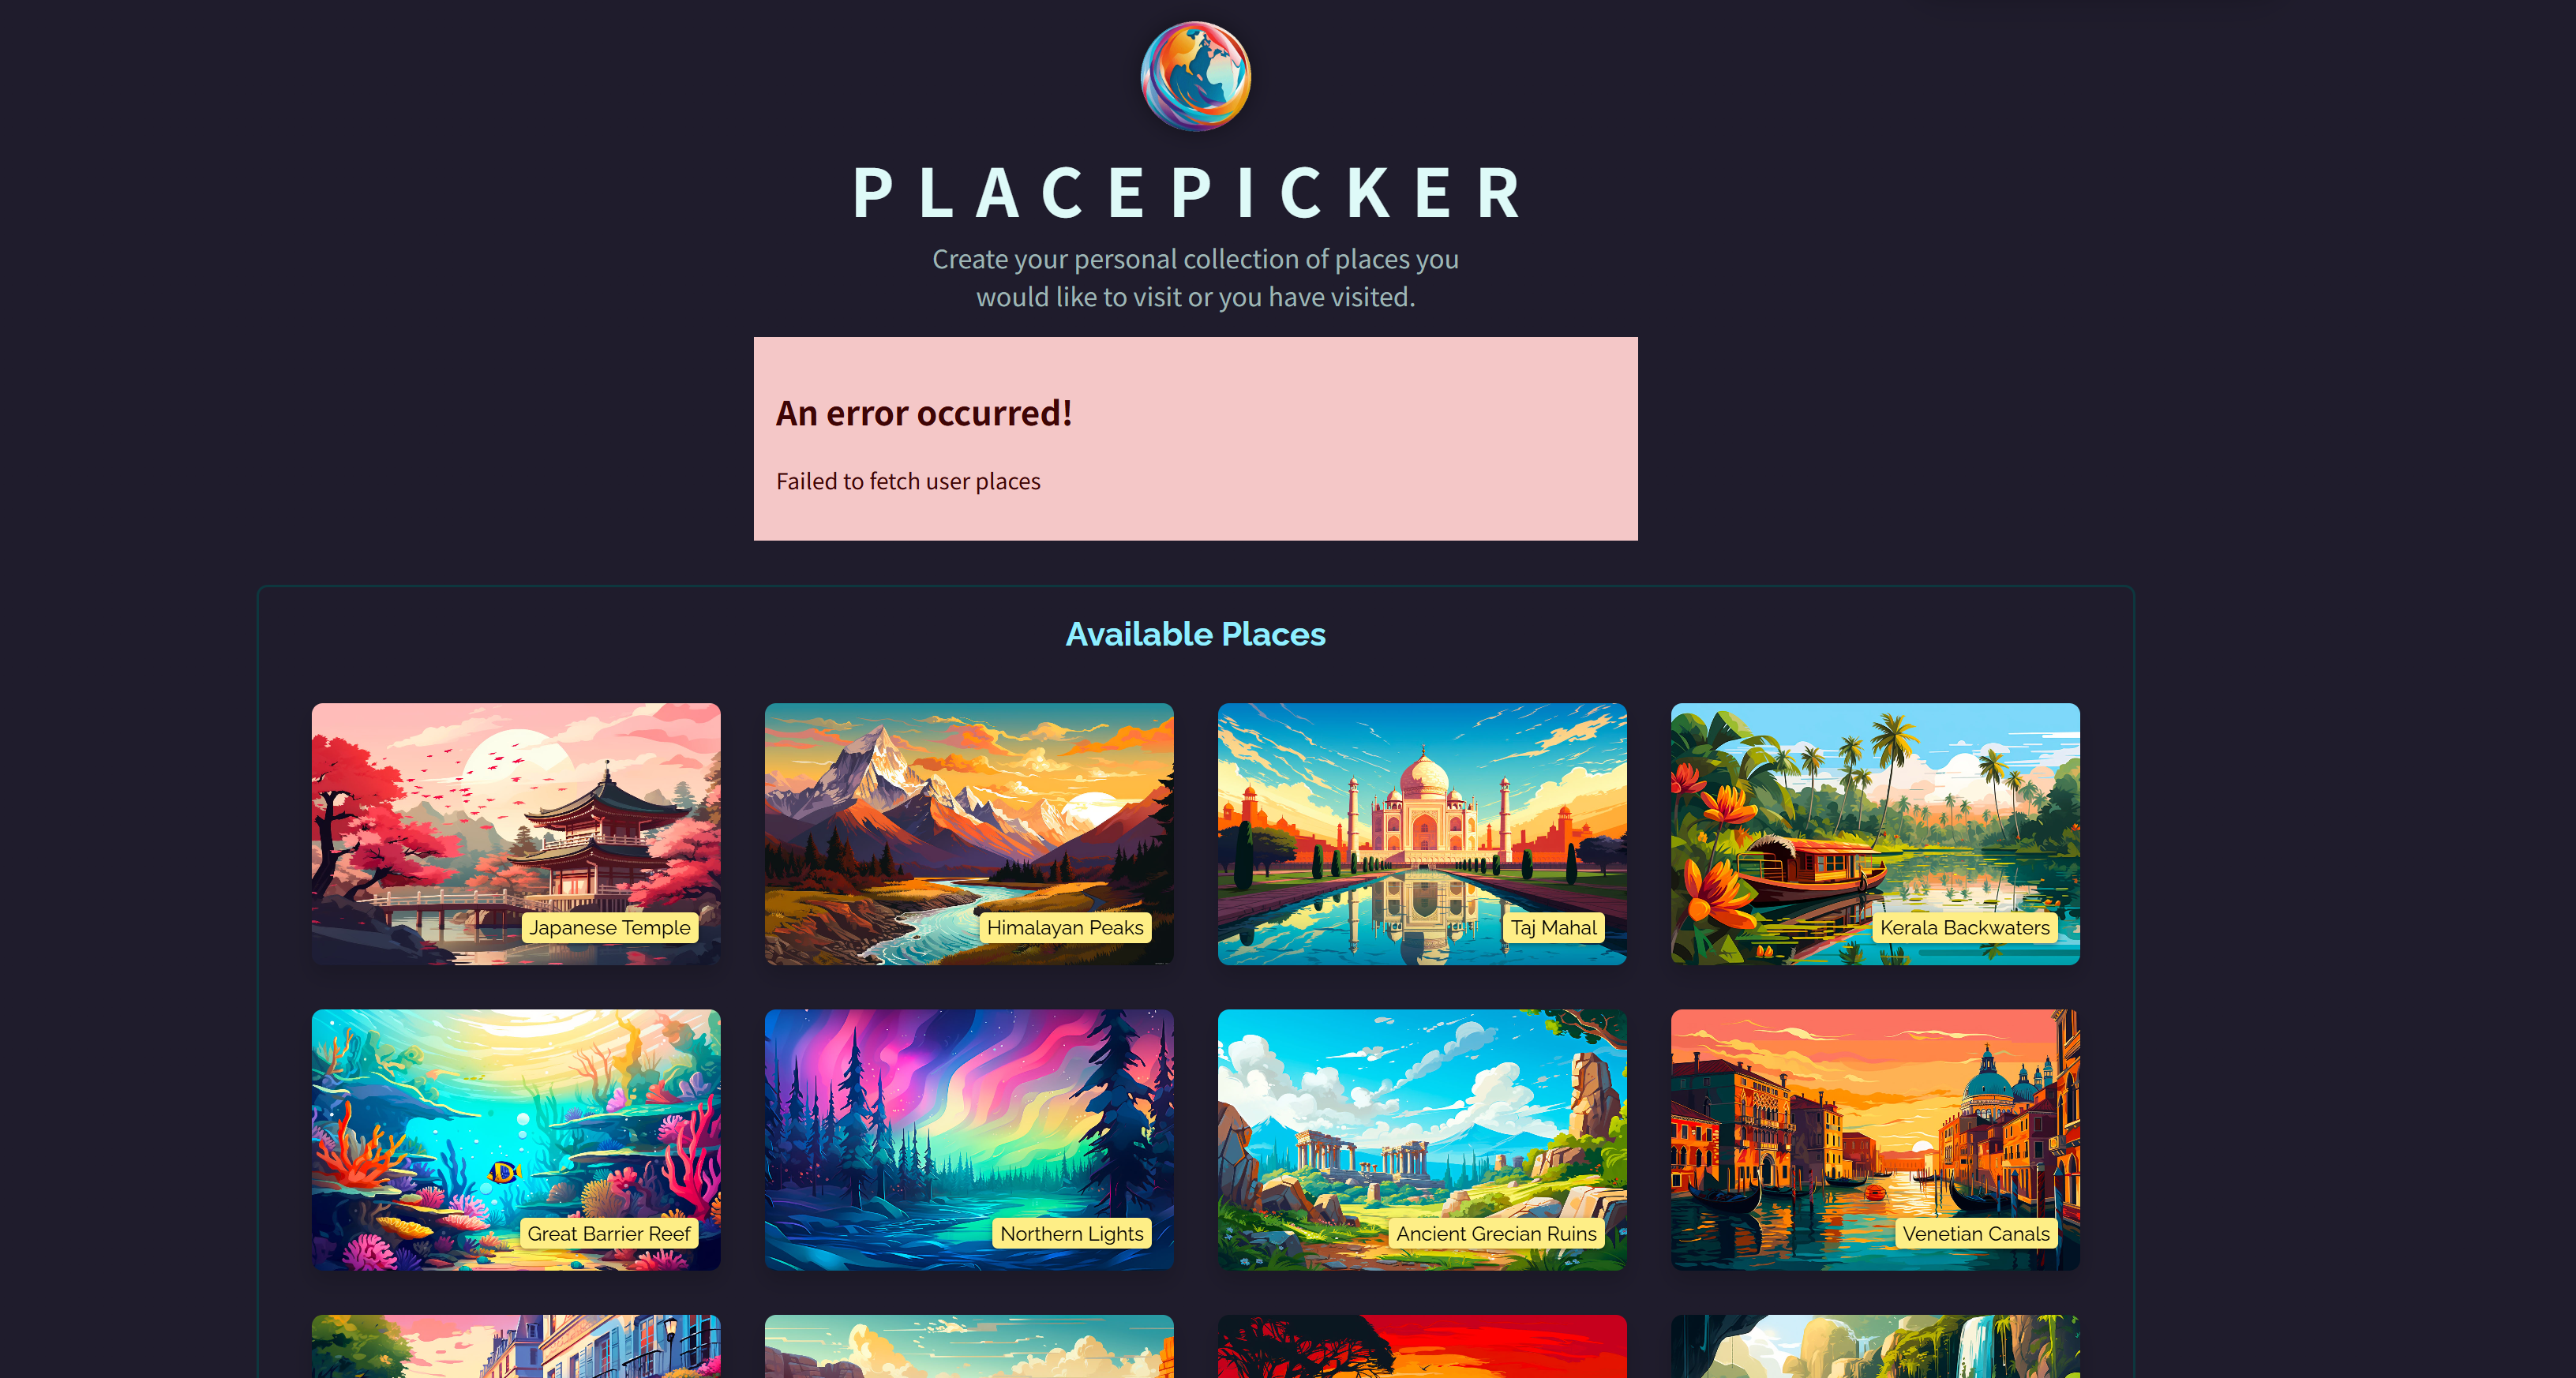 PLACEPICKER
Create your personal collection of places you
would like to visit or you have visited.
An error occurred!
Failed to fetch user places
Available Places
Japanese Temple
Himalayan Peaks
Taj Mahal
Kerala Backwaters
Great Barrier Reef
Northern Lights
Ancient Grecian Ruins
Venetian Canals